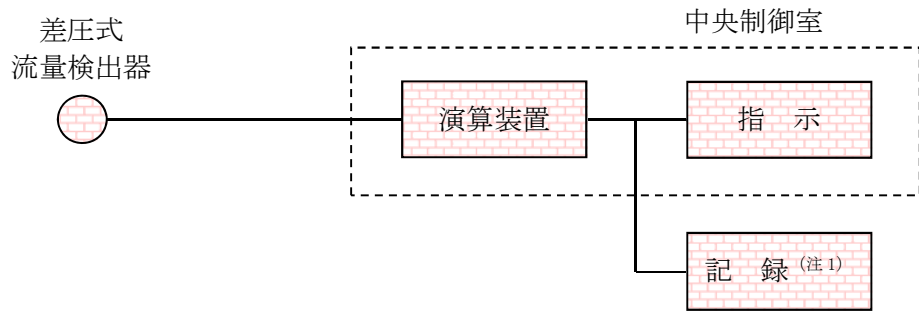 中央制御室
差圧式
流量検出器
演算装置
指　示
記　録（注1）